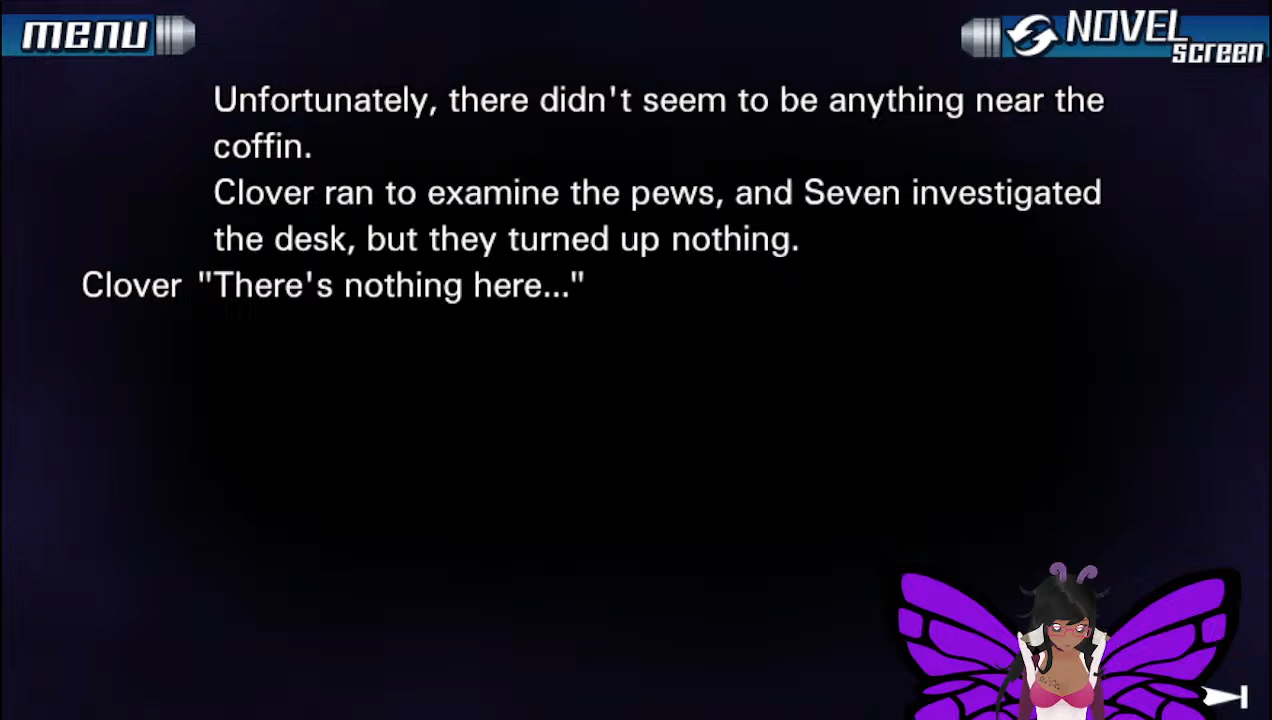 menu
NOVEL
screen
Unfortunately, there didn't seem to be anything near the
coffin.
Clover ran to examine the pews, and Seven investigated
the desk, but they turned up nothing.
Clover "There's nothing here..."